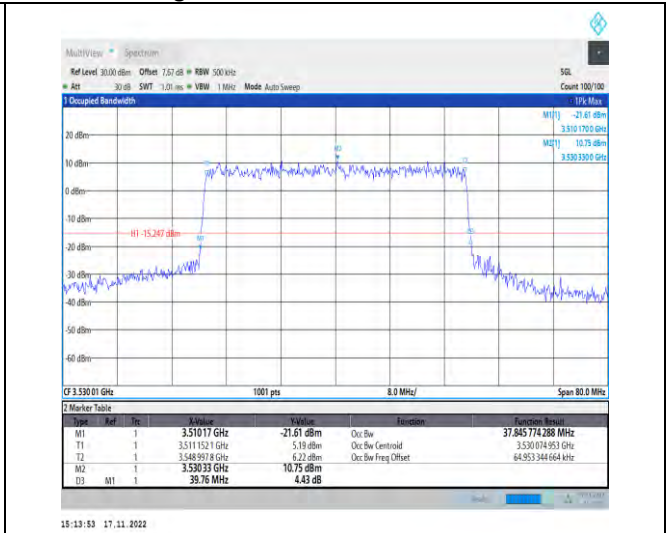 MultiView Spectrum
Ref Level 30.00 dBm Offset 7.67 dB RBW 500 kHz SGL
Att 30 dB SWT 1.01 ms VBW 1 MHz Mode Auto Sweep Count 100/100
1 Occupied Bandwidth 1Pk Max
M1[1] -21.61 dBm
3.510 170 0 GHz
M2[1] 10.75 dBm
3.530 330 0 GHz
20 dBm
M2
10 dBm
0 dBm
-10 dBm
H1 -15.247 dBm
-20 dBm
-30 dBm
-40 dBm
-50 dBm
-60 dBm
CF 3.530 01 GHz 1001 pts 8.0 MHz/ Span 80.0 MHz
2 Marker Table
Type Ref Trc X-Value Y-Value Function Function Result
M1 1 3.51017 GHz -21.61 dBm Occ Bw 37.845 774 288 MHz
T1 1 3.511 152 1 GHz 5.19 dBm Occ Bw Centroid 3.530 074 953 GHz
T2 1 3.548 997 8 GHz 6.22 dBm Occ Bw Freq Offset 64.953 344 664 kHz
M2 1 3.53033 GHz 10.75 dBm
D3 M1 1 39.76 MHz 4.43 dB
15:13:53 17.11.2022